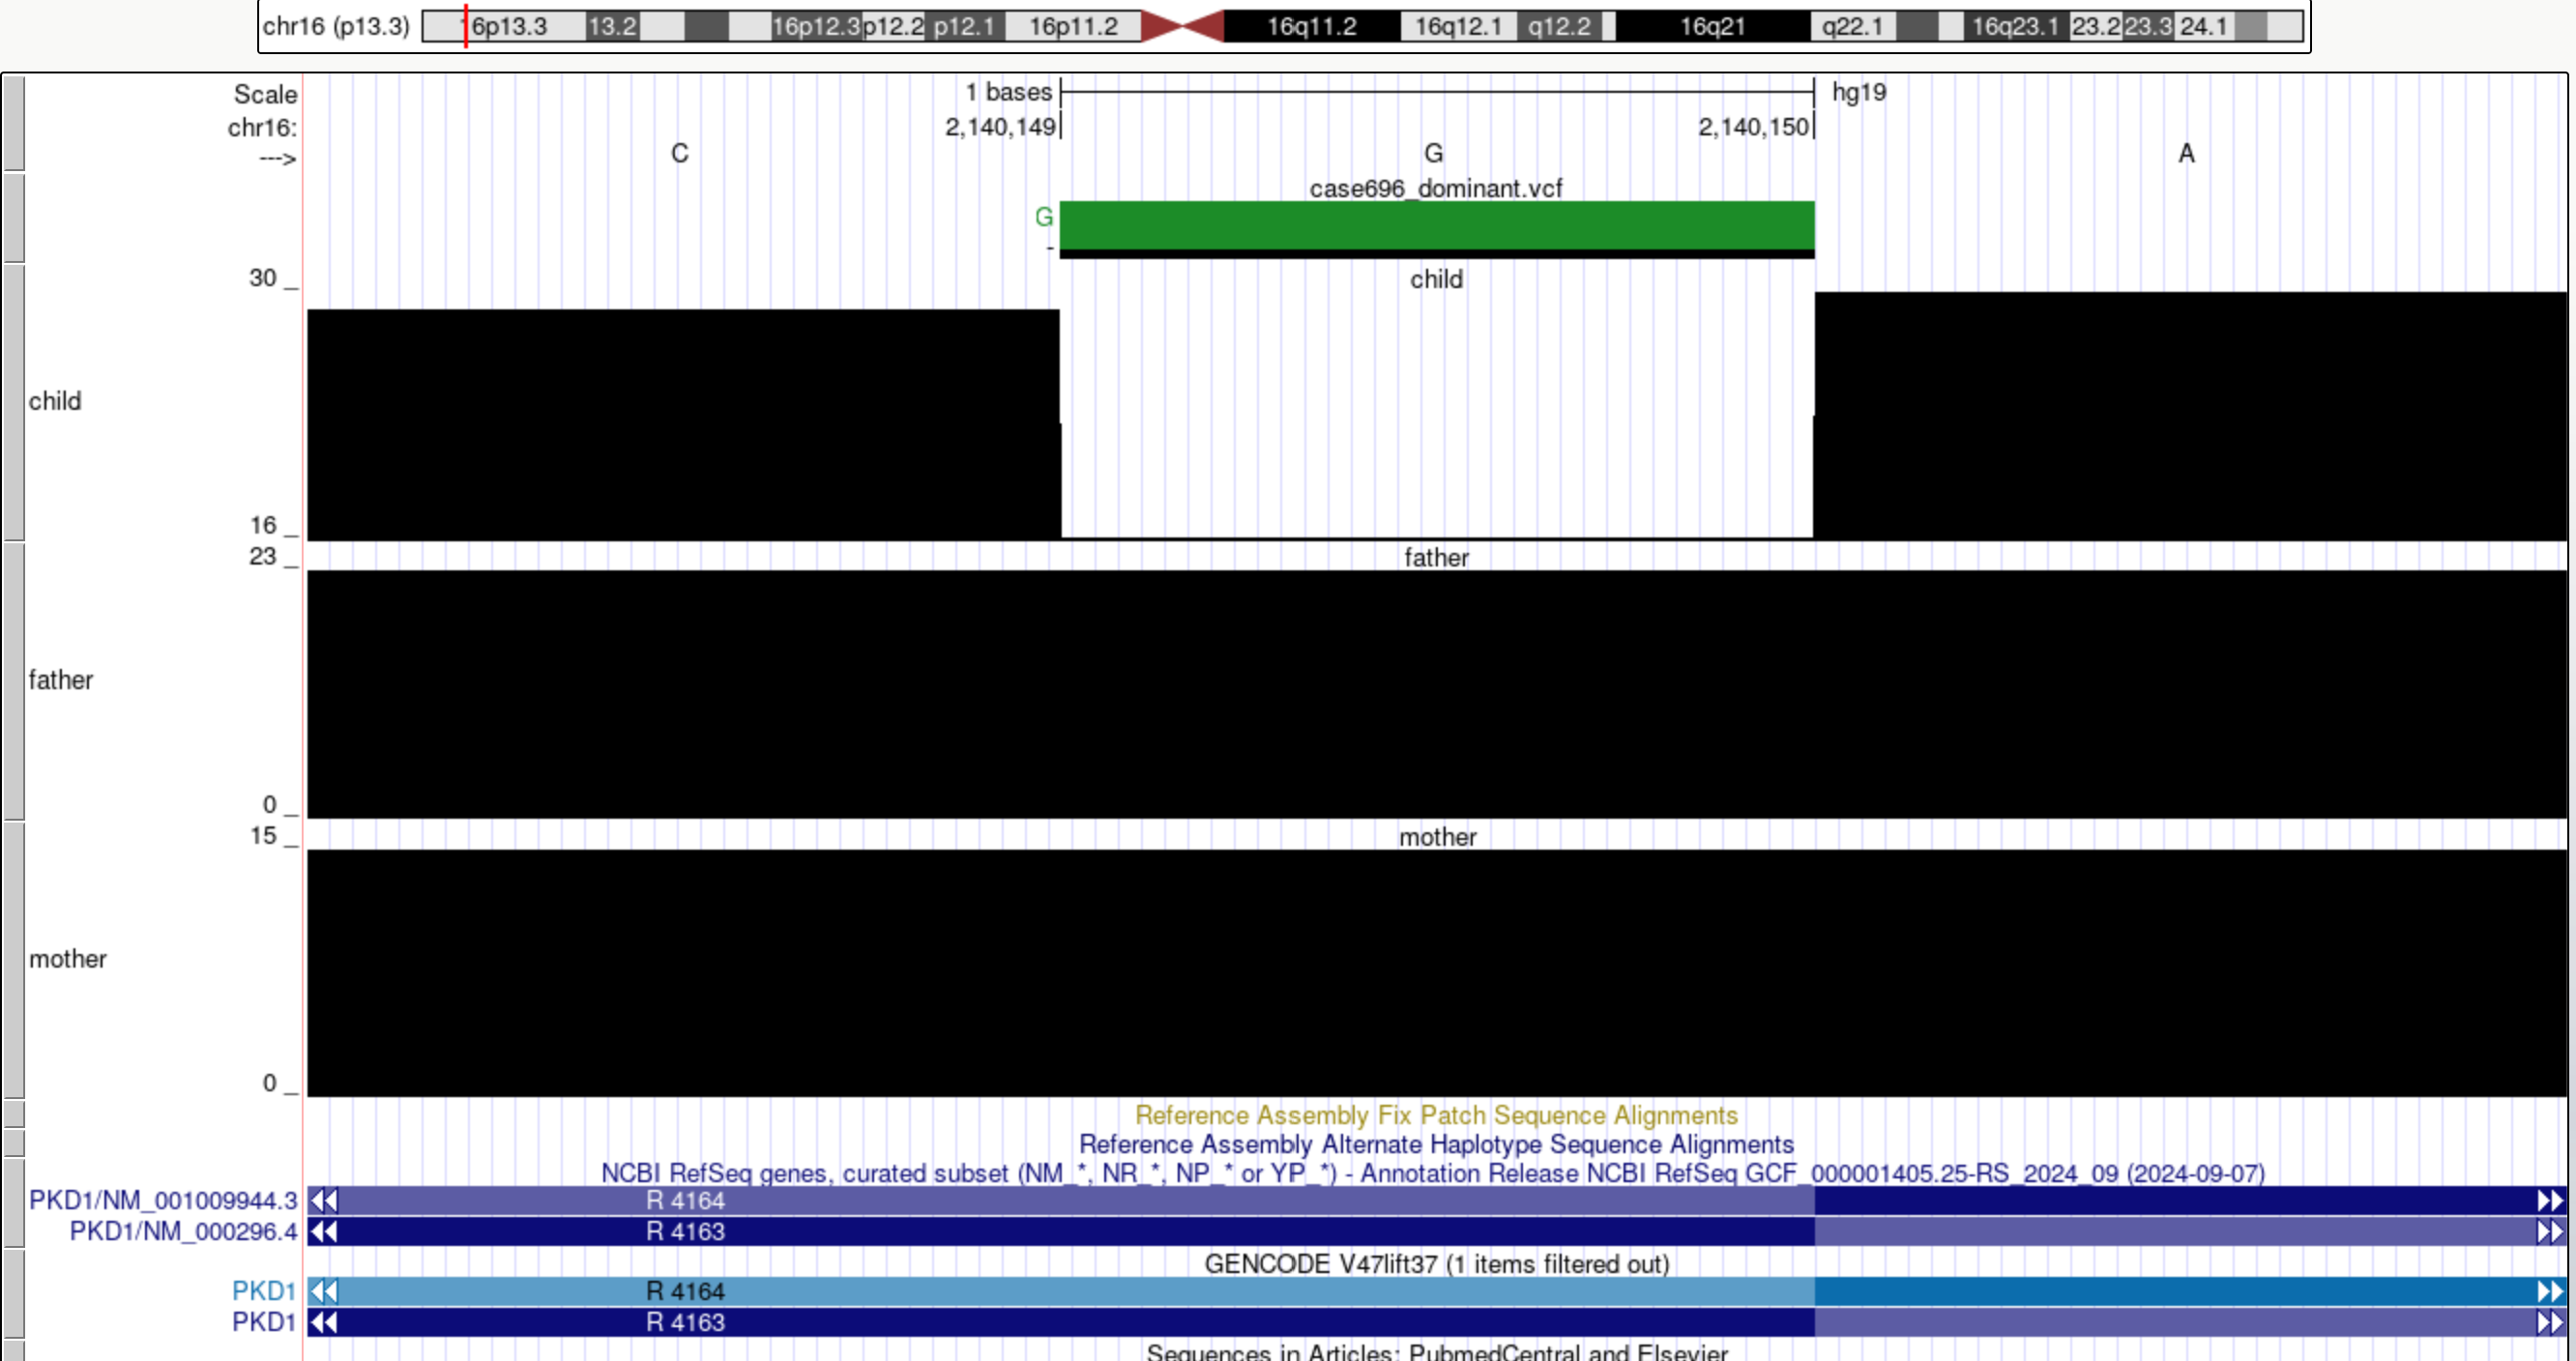 chr16 (p13.3) 16p13.3 13.2 16p12.3 p12.2 p12.1 16p11.2 16q11.2 16q12.1 q12.2 16q21 q22.1 16q23.1 23.2 23.3 24.1
Scale 1 bases hg19
chr16: 2,140,149 2,140,150
---> C G A
case696_dominant.vcf
G
-
child
30 _
child
16 _
father
23 _
father
0 _
mother
15 _
mother
0 _
Reference Assembly Fix Patch Sequence Alignments
Reference Assembly Alternate Haplotype Sequence Alignments
NCBI RefSeq genes, curated subset (NM_*, NR_*, NP_* or YP_*) - Annotation Release NCBI RefSeq GCF_000001405.25-RS_2024_09 (2024-09-07)
PKD1/NM_001009944.3 R 4164
PKD1/NM_000296.4 R 4163
GENCODE V47lift37 (1 items filtered out)
PKD1 R 4164
PKD1 R 4163
Sequences in Articles: PubmedCentral and Elsevier